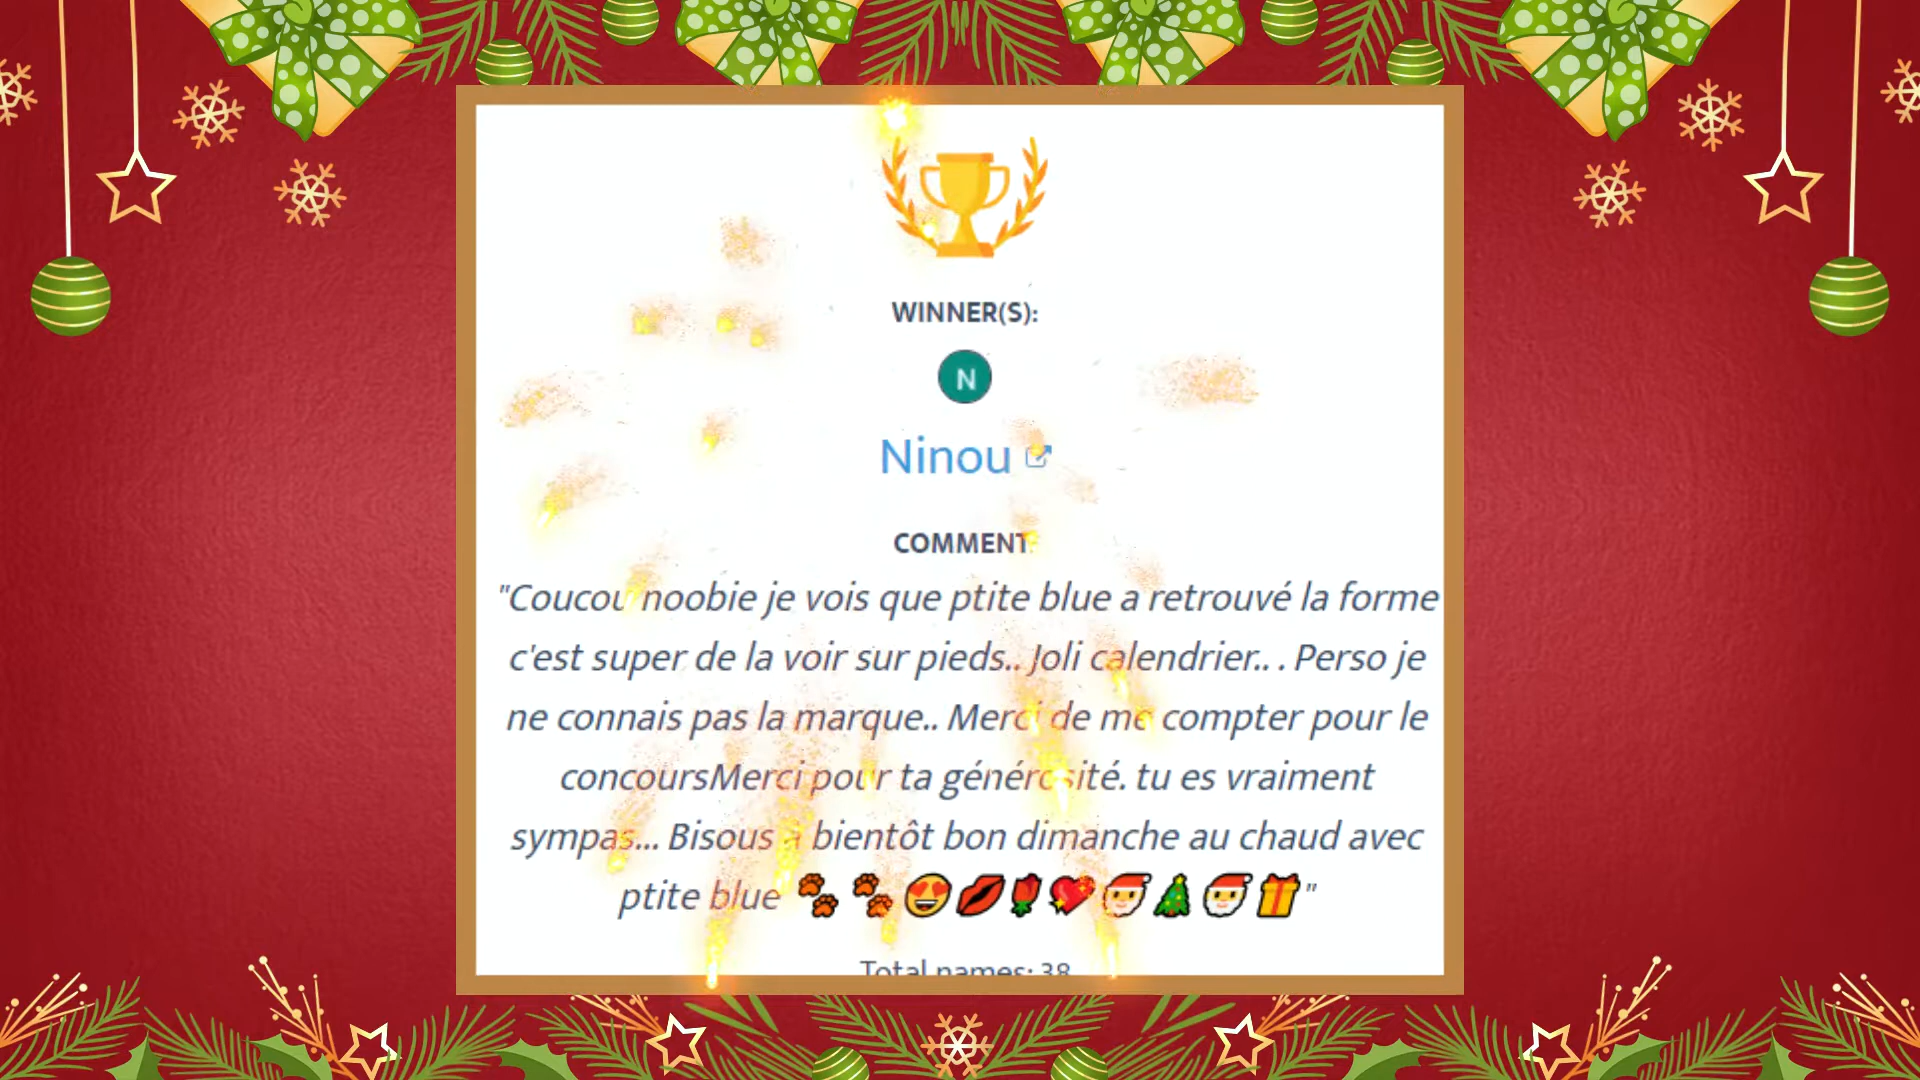 WINNER(S):
N
Ninou
COMMENT:
"Coucou noobie je vois que ptite blue a retrouvé la forme
c'est super de la voir sur pieds.. Joli calendrier.. . Perso je
ne connais pas la marque.. Merci de me compter pour le
concoursMerci pour ta générosité. tu es vraiment
sympas... Bisous a bientôt bon dimanche au chaud avec
ptite blue 🐾 🐾 😍💋🌹💖🎅🎄🎅🎁"
Total names: 38